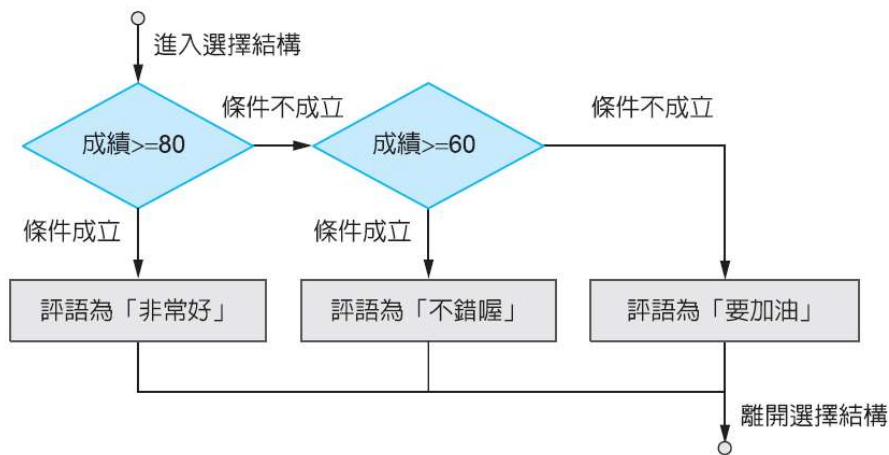 進入選擇結構
條件不成立
條件不成立
成績>=80
成績>=60
條件成立
條件成立
評語為「非常好」
評語為「不錯喔」
評語為「要加油」
離開選擇結構